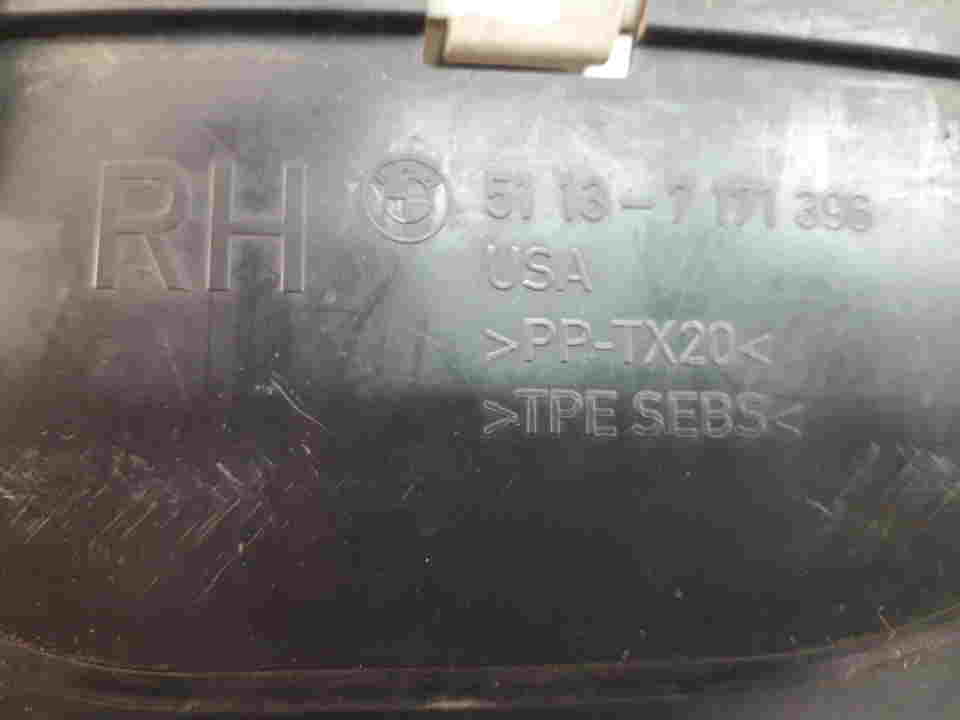 RH 51 13-7 171 396
USA
>PP-TX20<
>TPE SEBS<